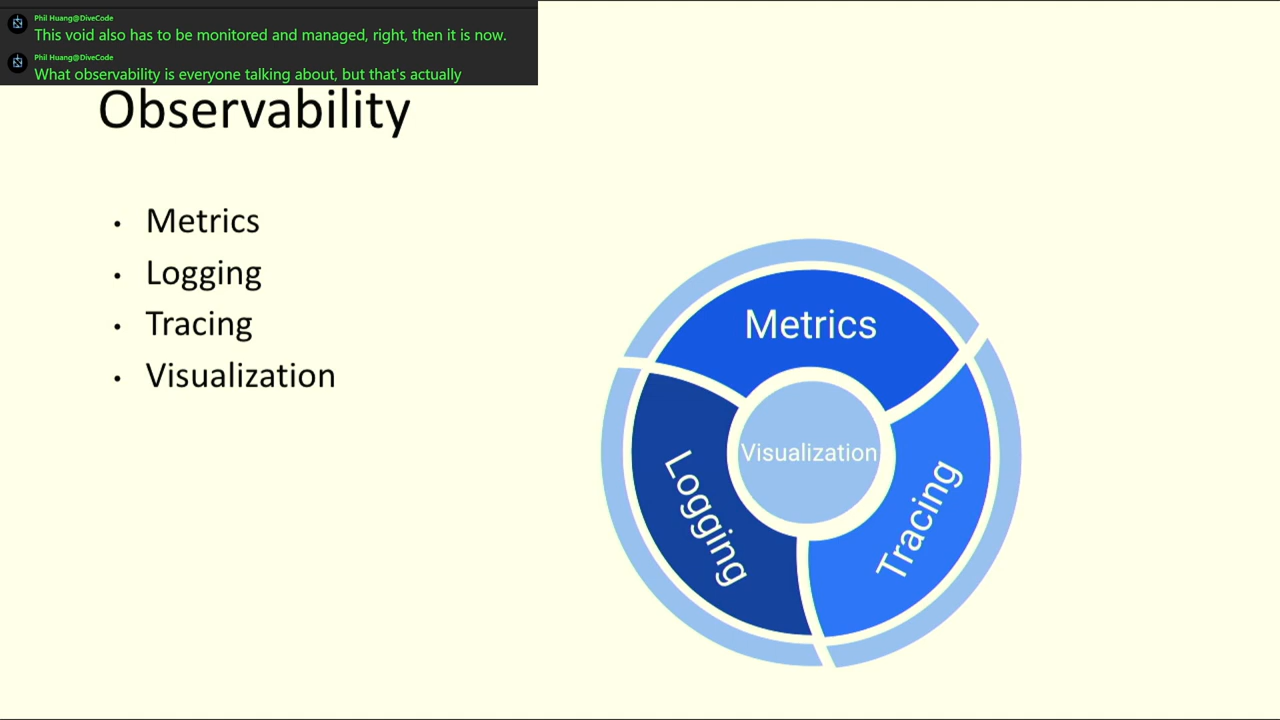 Phil Huang@DiveCode
This void also has to be monitored and managed, right, then it is now.
Phil Huang@DiveCode
What observability is everyone talking about, but that's actually
Observability
• Metrics
• Logging
• Tracing
• Visualization
Metrics
Visualization
Logging
Tracing